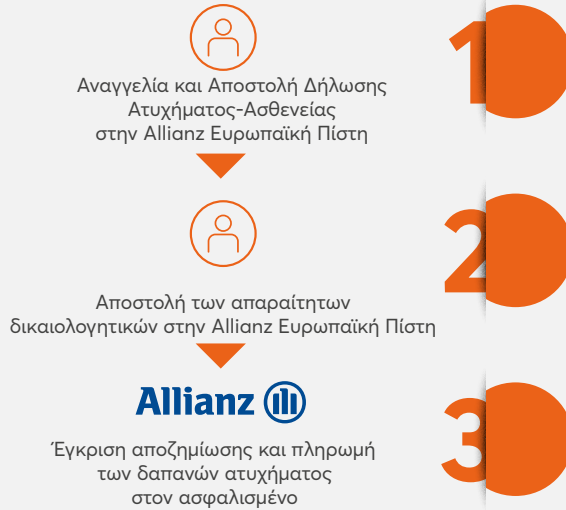 1
Αναγγελία και Αποστολή Δήλωσης
Ατυχήματος-Ασθενείας
στην Allianz Ευρωπαϊκή Πίστη
2
Αποστολή των απαραίτητων
δικαιολογητικών στην Allianz Ευρωπαϊκή Πίστη
Allianz
3
Έγκριση αποζημίωσης και πληρωμή
των δαπανών ατυχήματος
στον ασφαλισμένο